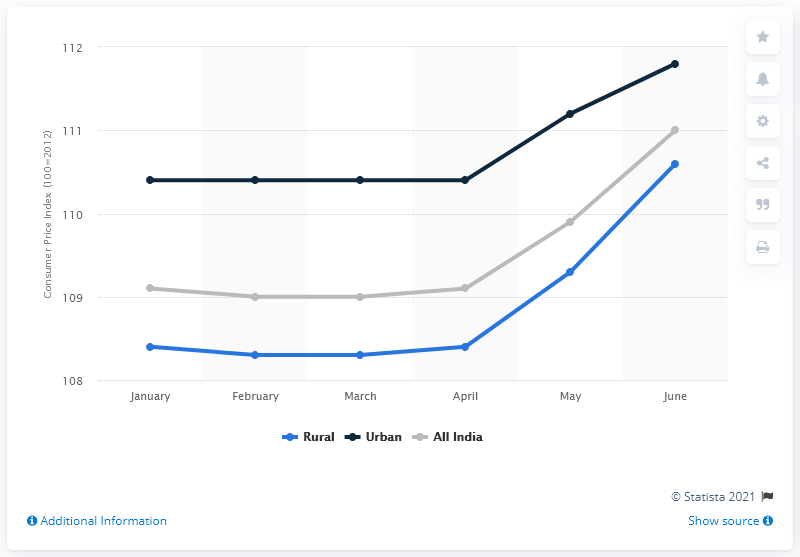 112
111
110
109
108
Consumer Price Index (100=2012)
January February March April May June
Rural Urban All India
© Statista 2021
Additional Information Show source